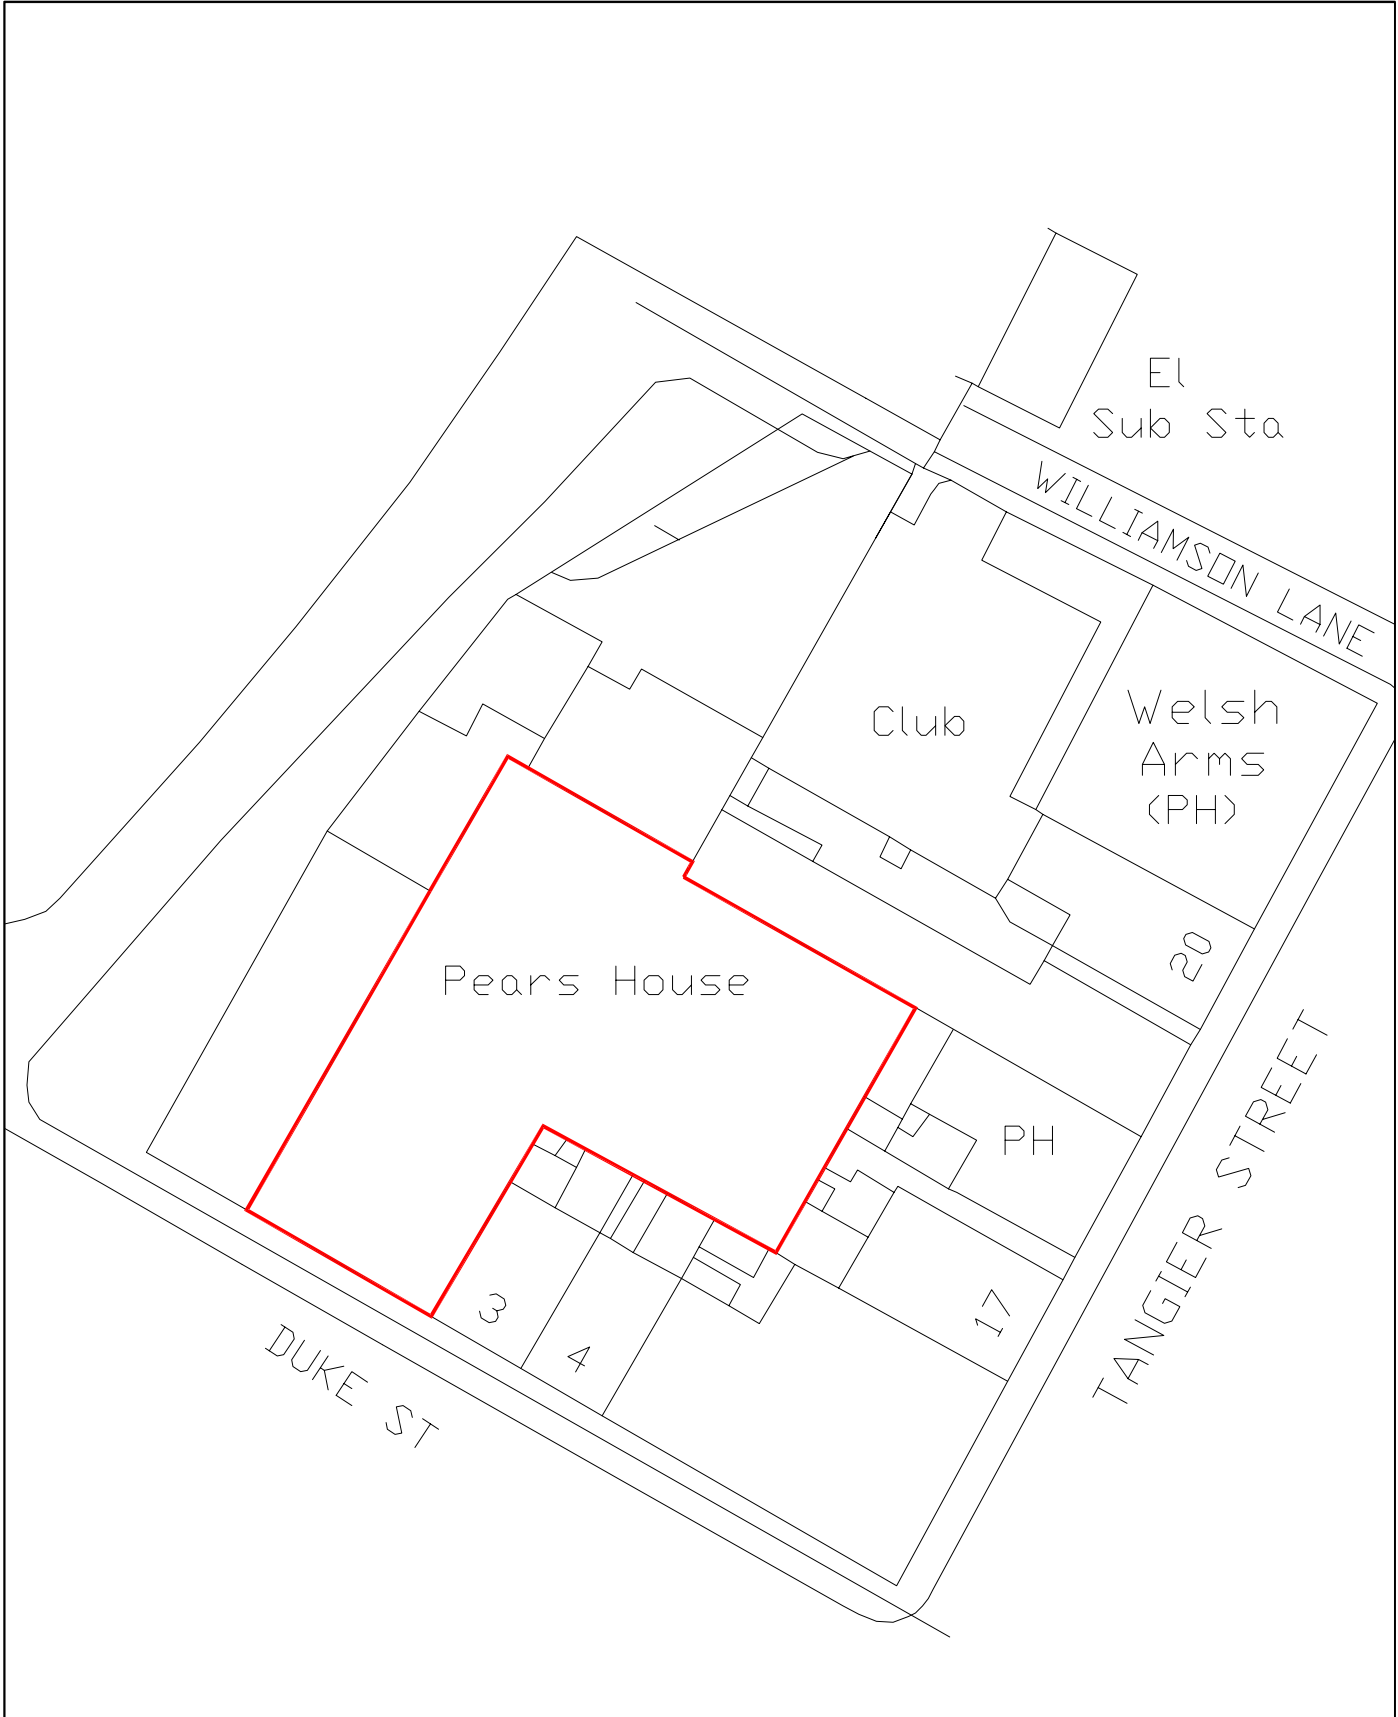 El
Sub Sta
WILLIAMSON LANE
Welsh
Arms
(PH)
Club
20
Pears House
TANGIER STREET
PH
17
3
4
DUKE ST